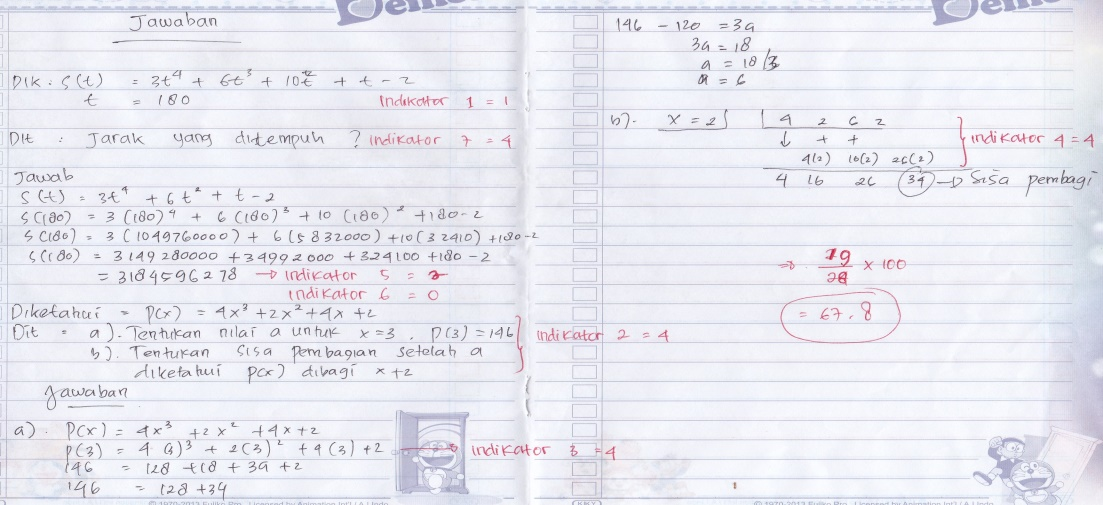 Jawaban
Dik : S(t) = 3t⁴ + 6t³ + 10t² + t - 2
t = 180 Indikator 1 = 1
Dit : Jarak yang ditempuh ? Indikator 7 = 4
Jawab
S(t) = 3t⁴ + 6t² + t - 2
S(180) = 3(180)⁴ + 6(180)³ + 10(180)² + 180 - 2
S(180) = 3(1049760000) + 6(5832000) + 10(32410) + 180 - 2
S(180) = 3149280000 + 34992000 + 324100 + 180 - 2
= 3184596278 → Indikator 5 = 2
Indikator 6 = 0
Diketahui = P(x) = 4x³ + 2x² + 4x + 2
Dit = a). Tentukan nilai a untuk x = 3, P(3) = 146
b). Tentukan sisa pembagian setelah a
diketahui P(x) dibagi x + 2
Indikator 2 = 4
Jawaban
a). P(x) = 4x³ + 2x² + 4x + 2
P(3) = 4(3)³ + 2(3)² + 4(3) + 2 → Indikator 3 = 4
146 = 128 + 18 + 3a + 2
146 = 128 + 34
146 - 120 = 3a
3a = 18
a = 18/3
a = 6
b). x = 2 4 2 6 2
↓ + +
4(2) 10(2) 26(2)
4 16 26 34 → Sisa pembagi
Indikator 4 = 4
⇒ 19/28 x 100
= 67,8